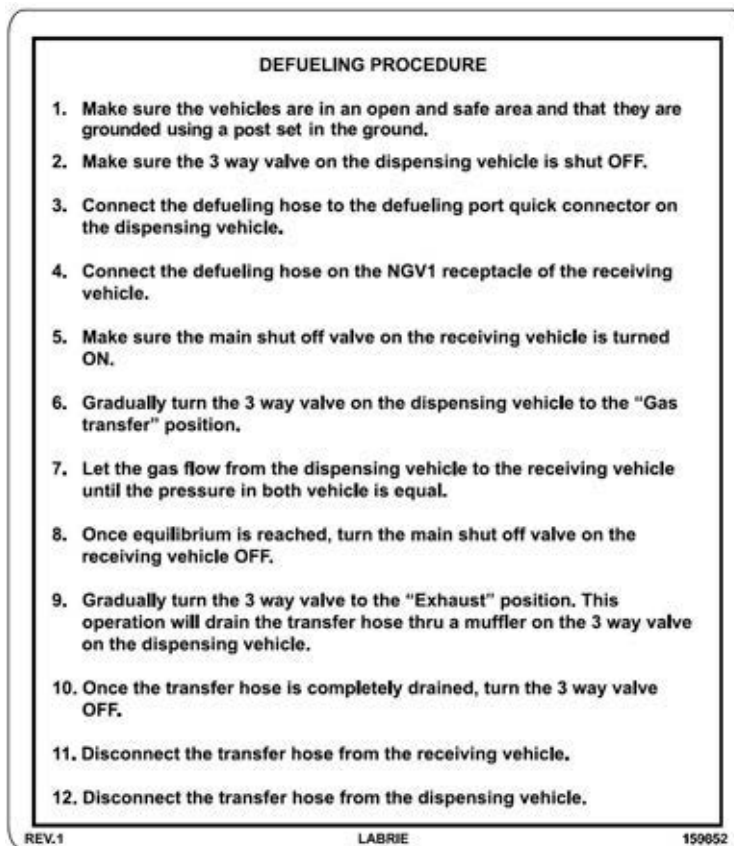 DEFUELING PROCEDURE
1. Make sure the vehicles are in an open and safe area and that they are
grounded using a post set in the ground.
2. Make sure the 3 way valve on the dispensing vehicle is shut OFF.
3. Connect the defueling hose to the defueling port quick connector on
the dispensing vehicle.
4. Connect the defueling hose on the NGV1 receptacle of the receiving
vehicle.
5. Make sure the main shut off valve on the receiving vehicle is turned
ON.
6. Gradually turn the 3 way valve on the dispensing vehicle to the “Gas
transfer” position.
7. Let the gas flow from the dispensing vehicle to the receiving vehicle
until the pressure in both vehicle is equal.
8. Once equilibrium is reached, turn the main shut off valve on the
receiving vehicle OFF.
9. Gradually turn the 3 way valve to the “Exhaust” position. This
operation will drain the transfer hose thru a muffler on the 3 way valve
on the dispensing vehicle.
10. Once the transfer hose is completely drained, turn the 3 way valve
OFF.
11. Disconnect the transfer hose from the receiving vehicle.
12. Disconnect the transfer hose from the dispensing vehicle.
REV.1 LABRIE 159652